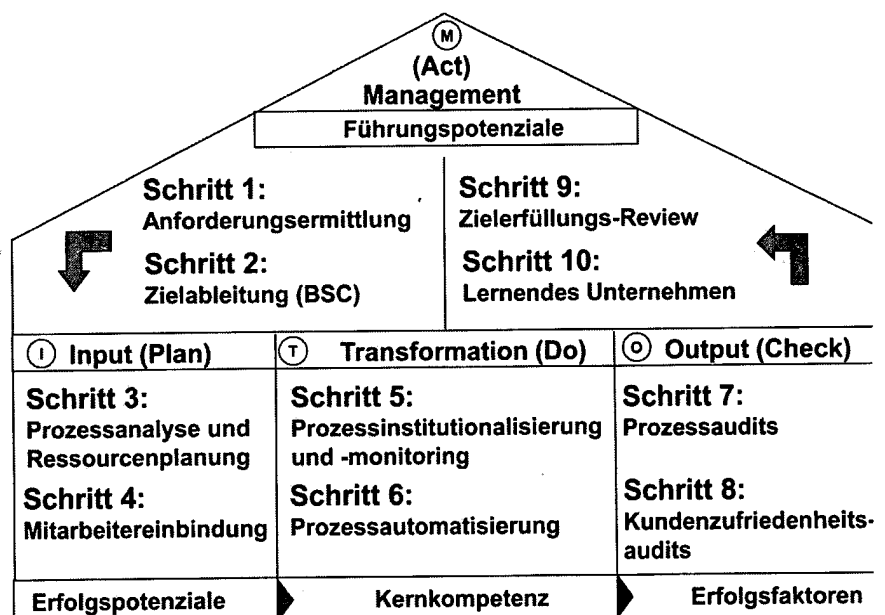 M
(Act)
Management
Führungspotenziale
Schritt 1:
Anforderungsermittlung
Schritt 2:
Zielableitung (BSC)
Schritt 9:
Zielerfüllungs-Review
Schritt 10:
Lernendes Unternehmen
I Input (Plan)
T Transformation (Do)
O Output (Check)
Schritt 3:
Prozessanalyse und
Ressourcenplanung
Schritt 4:
Mitarbeitereinbindung
Schritt 5:
Prozessinstitutionalisierung
und -monitoring
Schritt 6:
Prozessautomatisierung
Schritt 7:
Prozessaudits
Schritt 8:
Kundenzufriedenheits-
audits
Erfolgspotenziale
Kernkompetenz
Erfolgsfaktoren